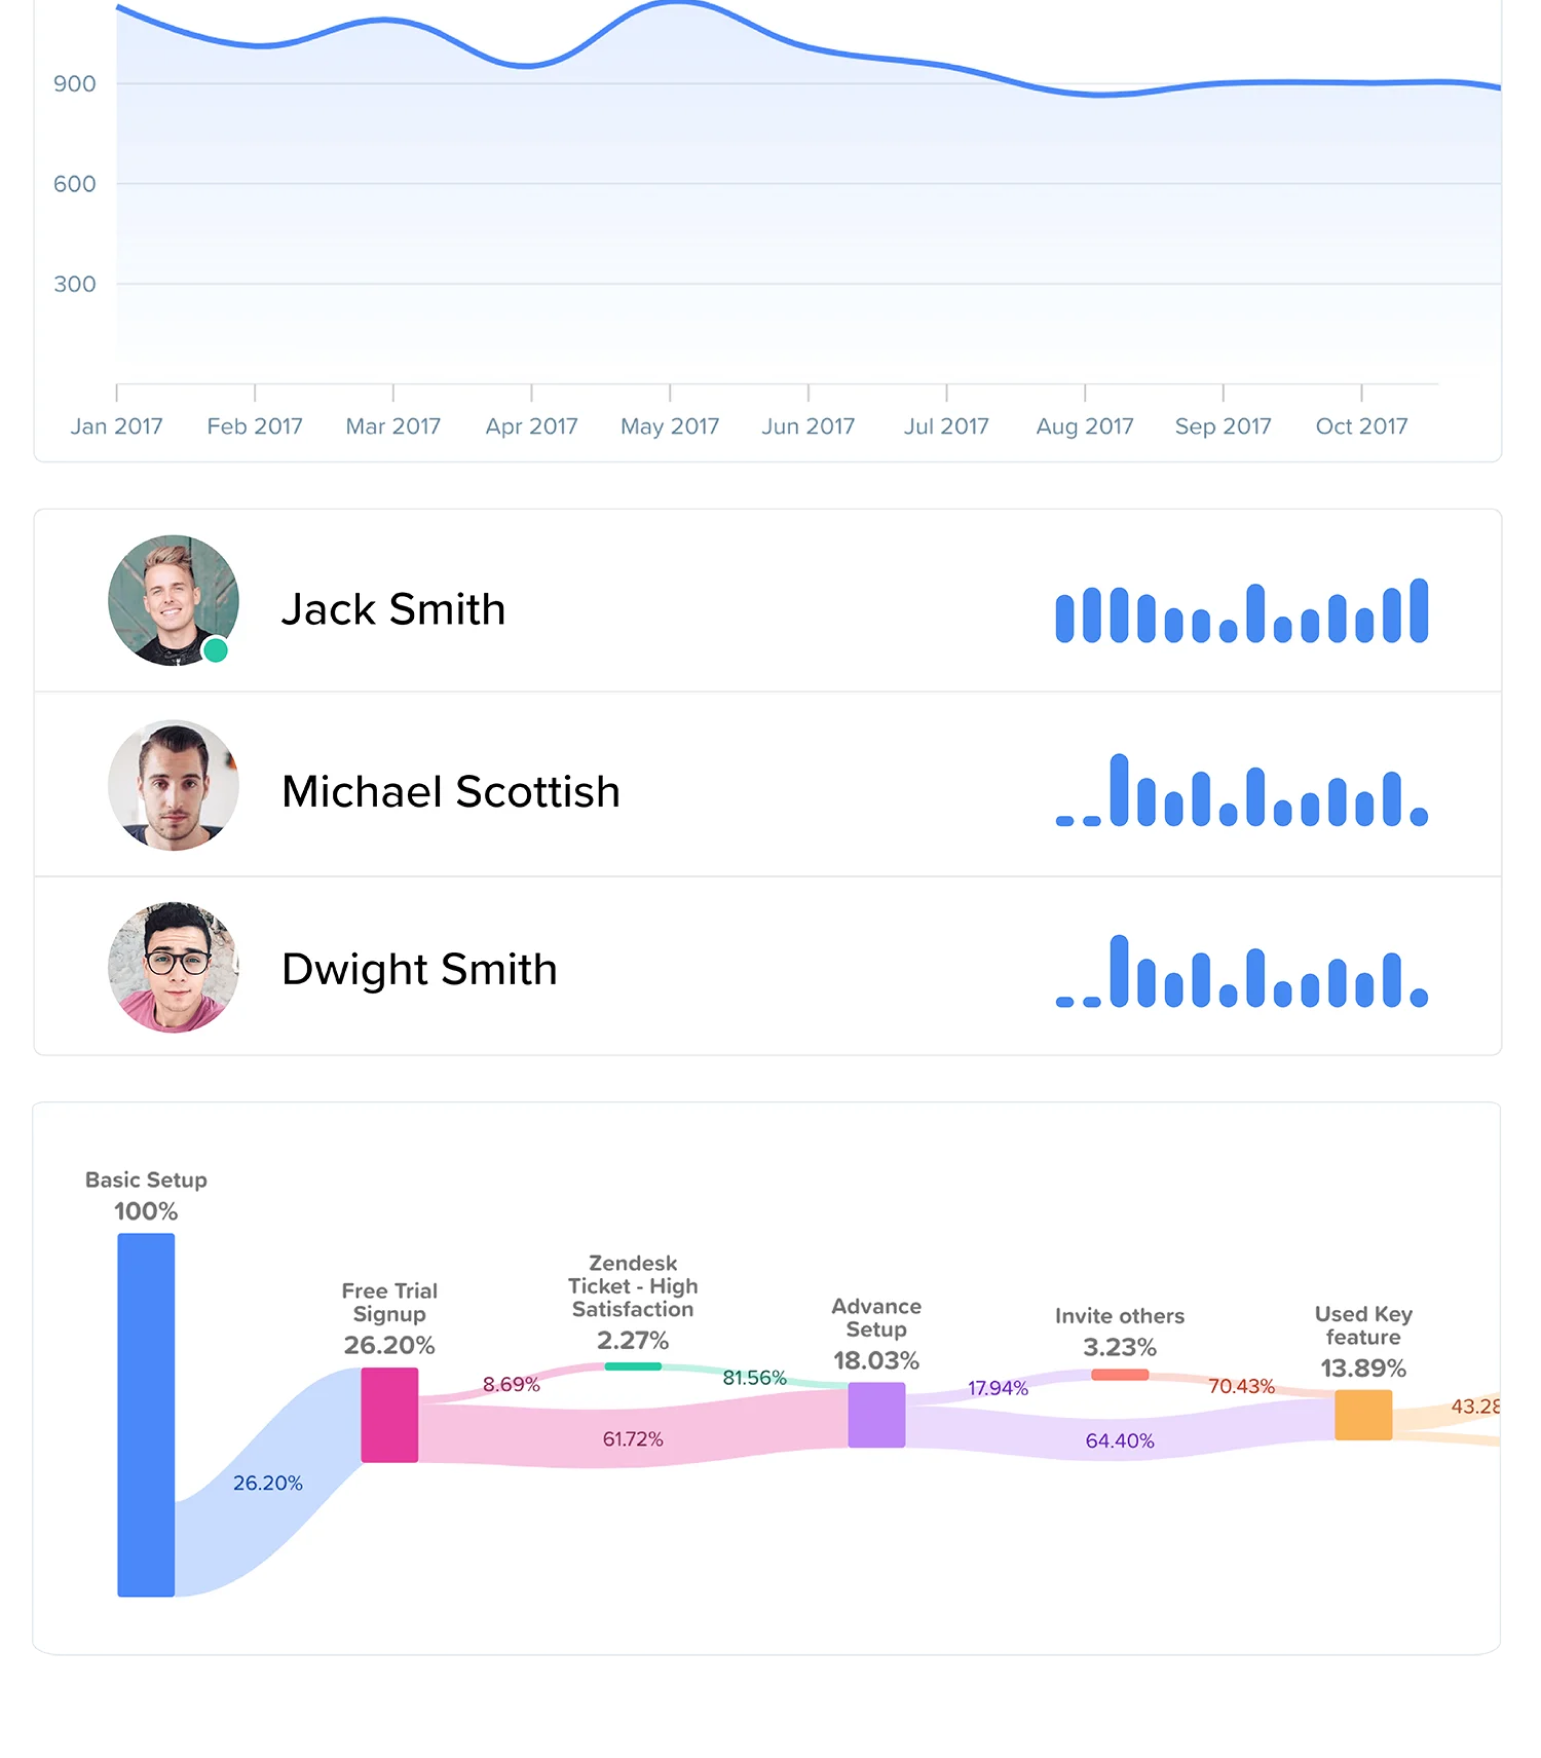 900
600
300
Jan 2017 Feb 2017 Mar 2017 Apr 2017 May 2017 Jun 2017 Jul 2017 Aug 2017 Sep 2017 Oct 2017
Jack Smith
Michael Scottish
Dwight Smith
Basic Setup
100%
26.20%
Free Trial
Signup
26.20%
8.69%
61.72%
Zendesk
Ticket - High
Satisfaction
2.27%
81.56%
Advance
Setup
18.03%
17.94%
64.40%
Invite others
3.23%
70.43%
Used Key
feature
13.89%
43.28